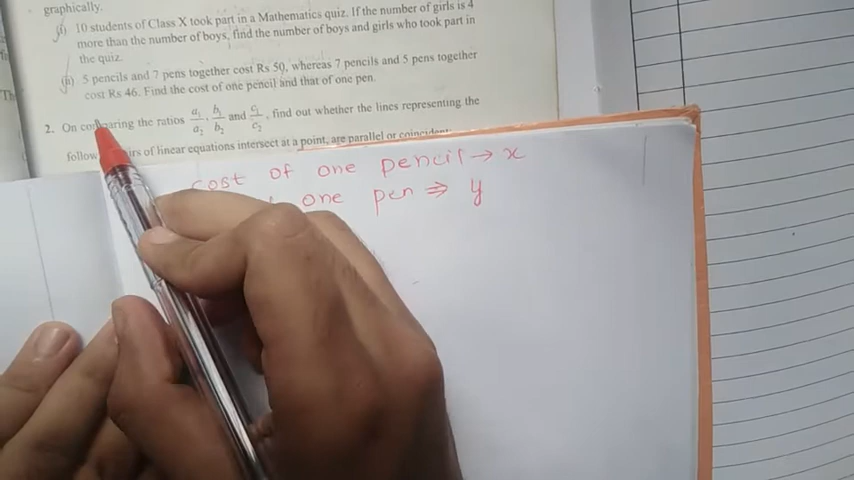 graphically.
(i) 10 students of Class X took part in a Mathematics quiz. If the number of girls is 4
more than the number of boys, find the number of boys and girls who took part in
the quiz.
(ii) 5 pencils and 7 pens together cost Rs 50, whereas 7 pencils and 5 pens together
cost Rs 46. Find the cost of one pencil and that of one pen.
2. On comparing the ratios a₁/a₂, b₁/b₂ and c₁/c₂, find out whether the lines representing the
of linear equations intersect at a point, are parallel or coincident:
cost of one pencil → x
one pen ⇒ y